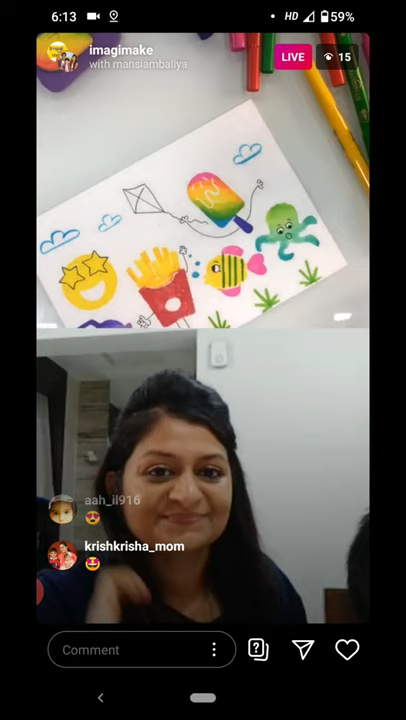 6:13
HD
59%
imagimake
with mansiambaliya
LIVE
15
aah_il916
krishkrisha_mom
Comment